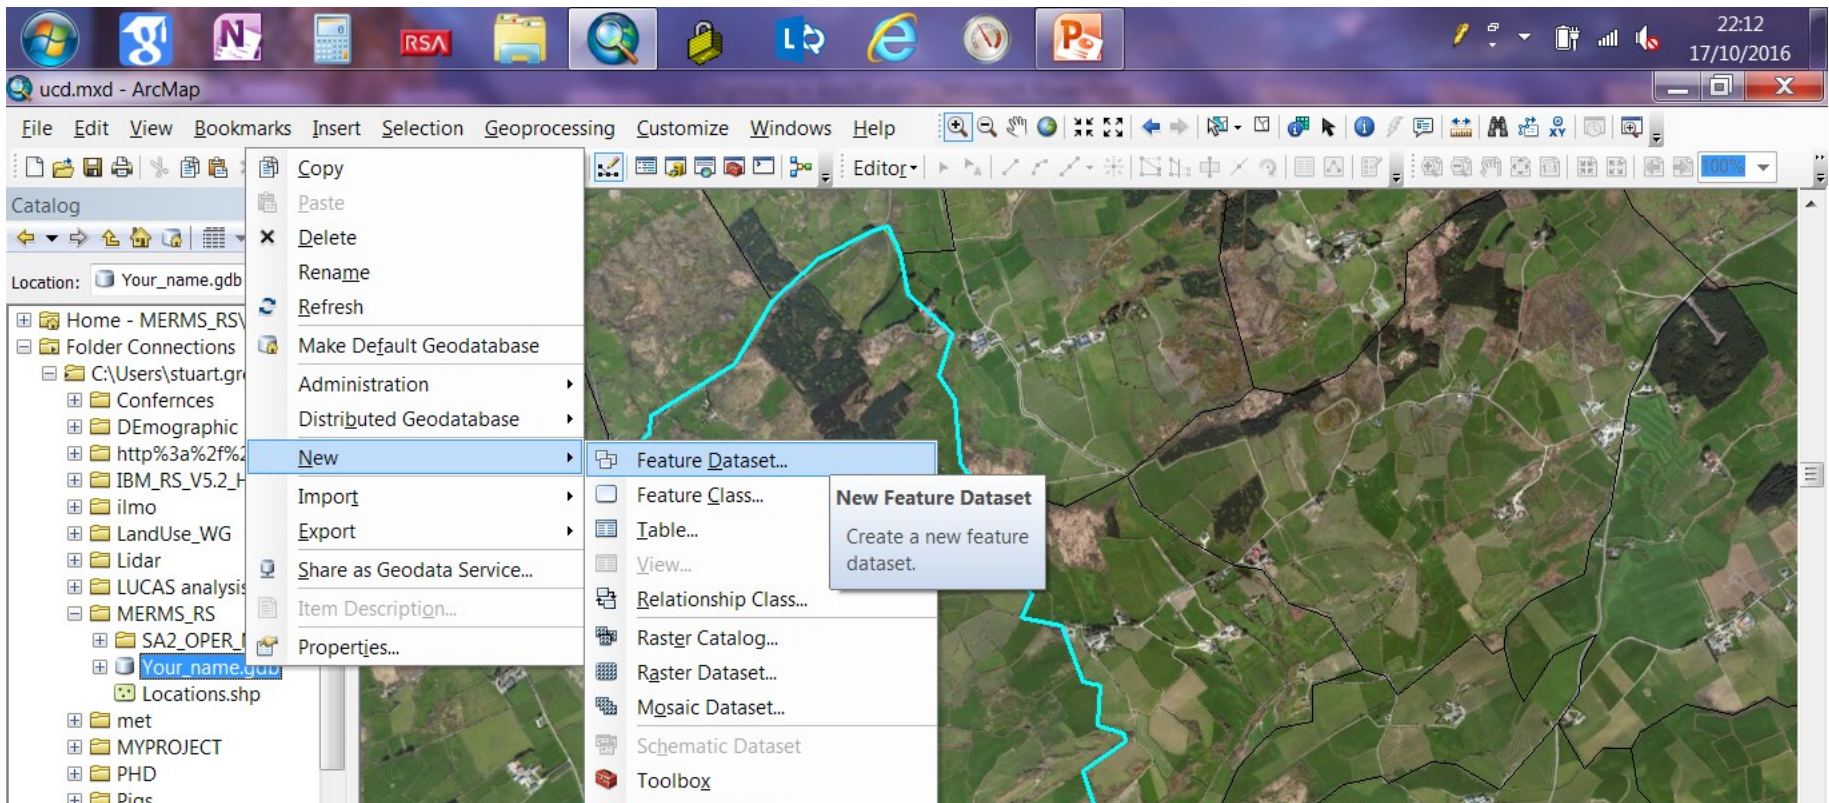 RSA
22:12
17/10/2016
ucd.mxd - ArcMap
File Edit View Bookmarks Insert Selection Geoprocessing Customize Windows Help
Editor
100%
Catalog
Location: Your_name.gdb
Home - MERMS_RS\
Folder Connections
C:\Users\stuart.gr
Confernces
DEmographic
http%3a%2f%2
IBM_RS_V5.2_H
ilmo
LandUse_WG
Lidar
LUCAS analysis
MERMS_RS
SA2_OPER_
Your_name.gdb
Locations.shp
met
MYPROJECT
PHD
Pigs
Copy
Paste
Delete
Rename
Refresh
Make Default Geodatabase
Administration
Distributed Geodatabase
New
Import
Export
Share as Geodata Service...
Item Description...
Properties...
Feature Dataset...
Feature Class...
Table...
View...
Relationship Class...
Raster Catalog...
Raster Dataset...
Mosaic Dataset...
Schematic Dataset
Toolbox
New Feature Dataset
Create a new feature
dataset.